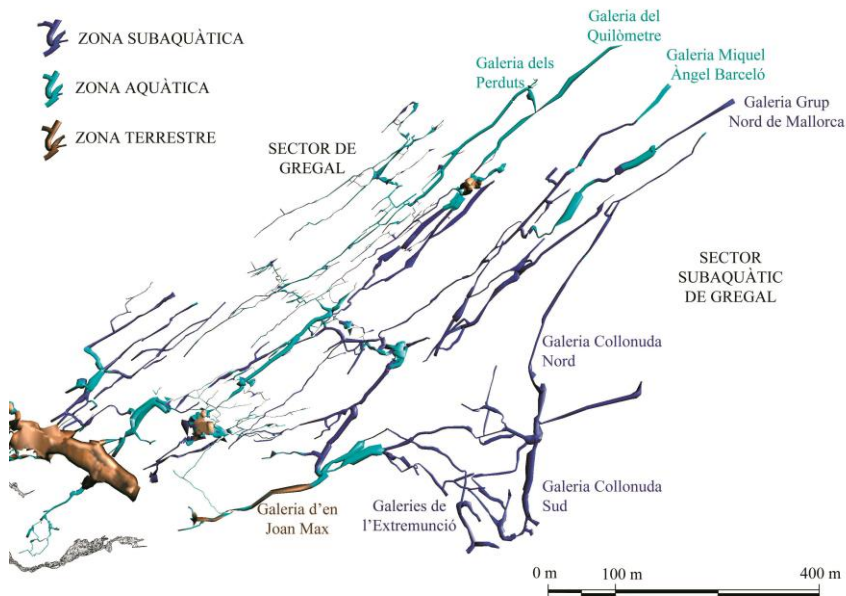 ZONA SUBAQUÀTICA
ZONA AQUÀTICA
ZONA TERRESTRE
Galeria del
Quilòmetre
Galeria dels
Perduts
Galeria Miquel
Àngel Barceló
Galeria Grup
Nord de Mallorca
SECTOR DE
GREGAL
SECTOR
SUBAQUÀTIC
DE GREGAL
Galeria Collonuda
Nord
Galeria Collonuda
Sud
Galeries de
l'Extremunció
Galeria d'en
Joan Max
0 m
100 m
400 m